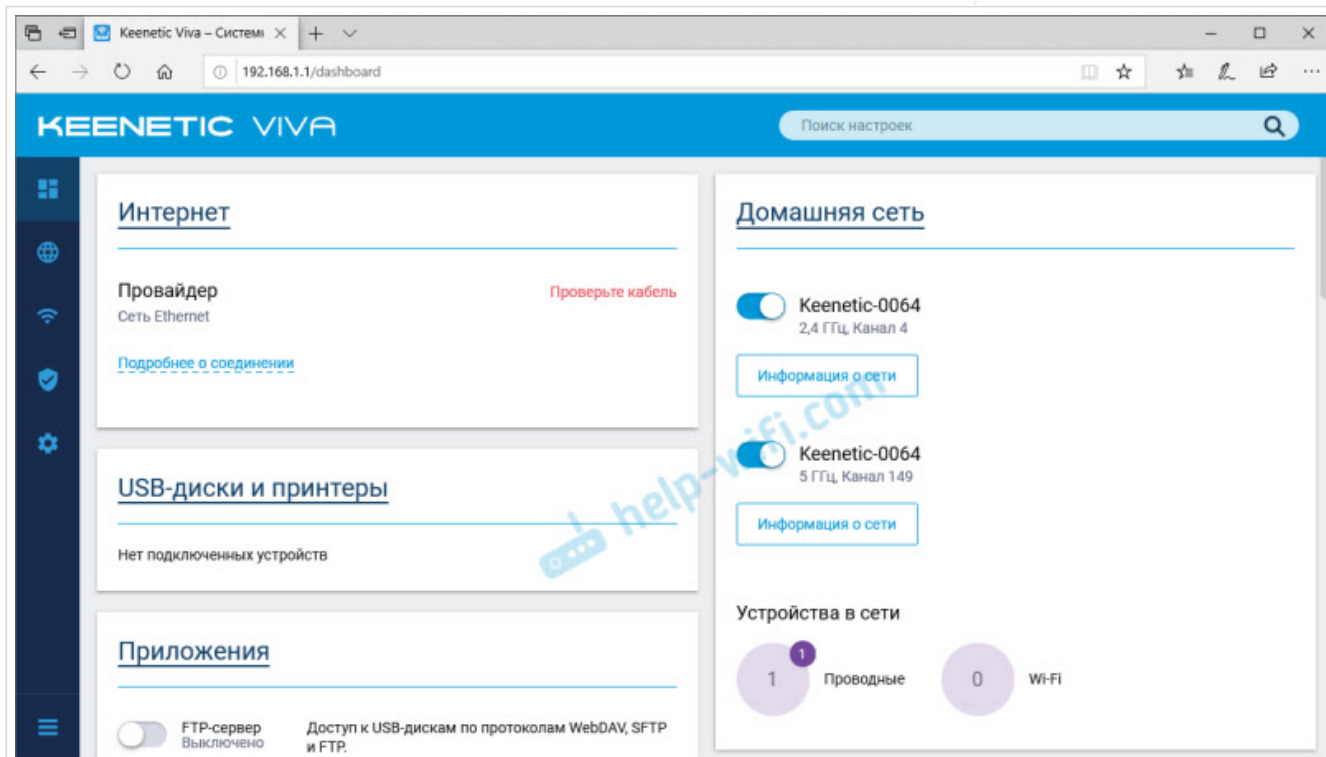 Keenetic Viva – Систем
192.168.1.1/dashboard
KEENETIC VIVA
Поиск настроек
Интернет
Провайдер
Проверьте кабель
Сеть Ethernet
Подробнее о соединении
USB-диски и принтеры
Нет подключенных устройств
Приложения
FTP-сервер
Выключено
Доступ к USB-дискам по протоколам WebDAV, SFTP
и FTP.
Домашняя сеть
Keenetic-0064
2,4 ГГц, Канал 4
Информация о сети
Keenetic-0064
5 ГГц, Канал 149
Информация о сети
Устройства в сети
1
1
Проводные
0
Wi-Fi
help-wifi.com